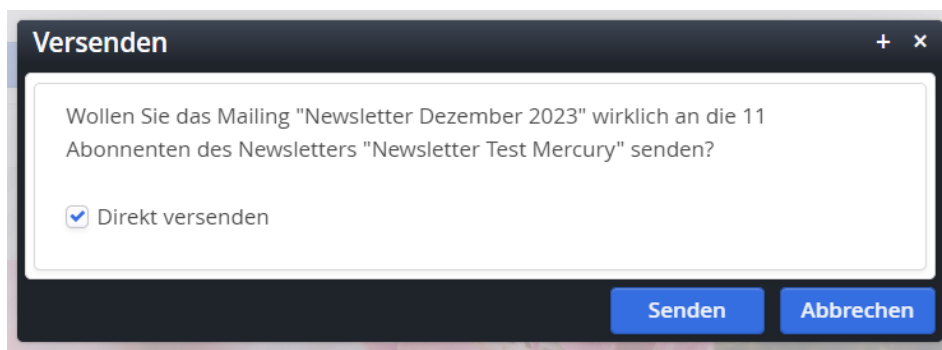 Versenden
Wollen Sie das Mailing "Newsletter Dezember 2023" wirklich an die 11
Abonnenten des Newsletters "Newsletter Test Mercury" senden?
Direkt versenden
Senden Abbrechen